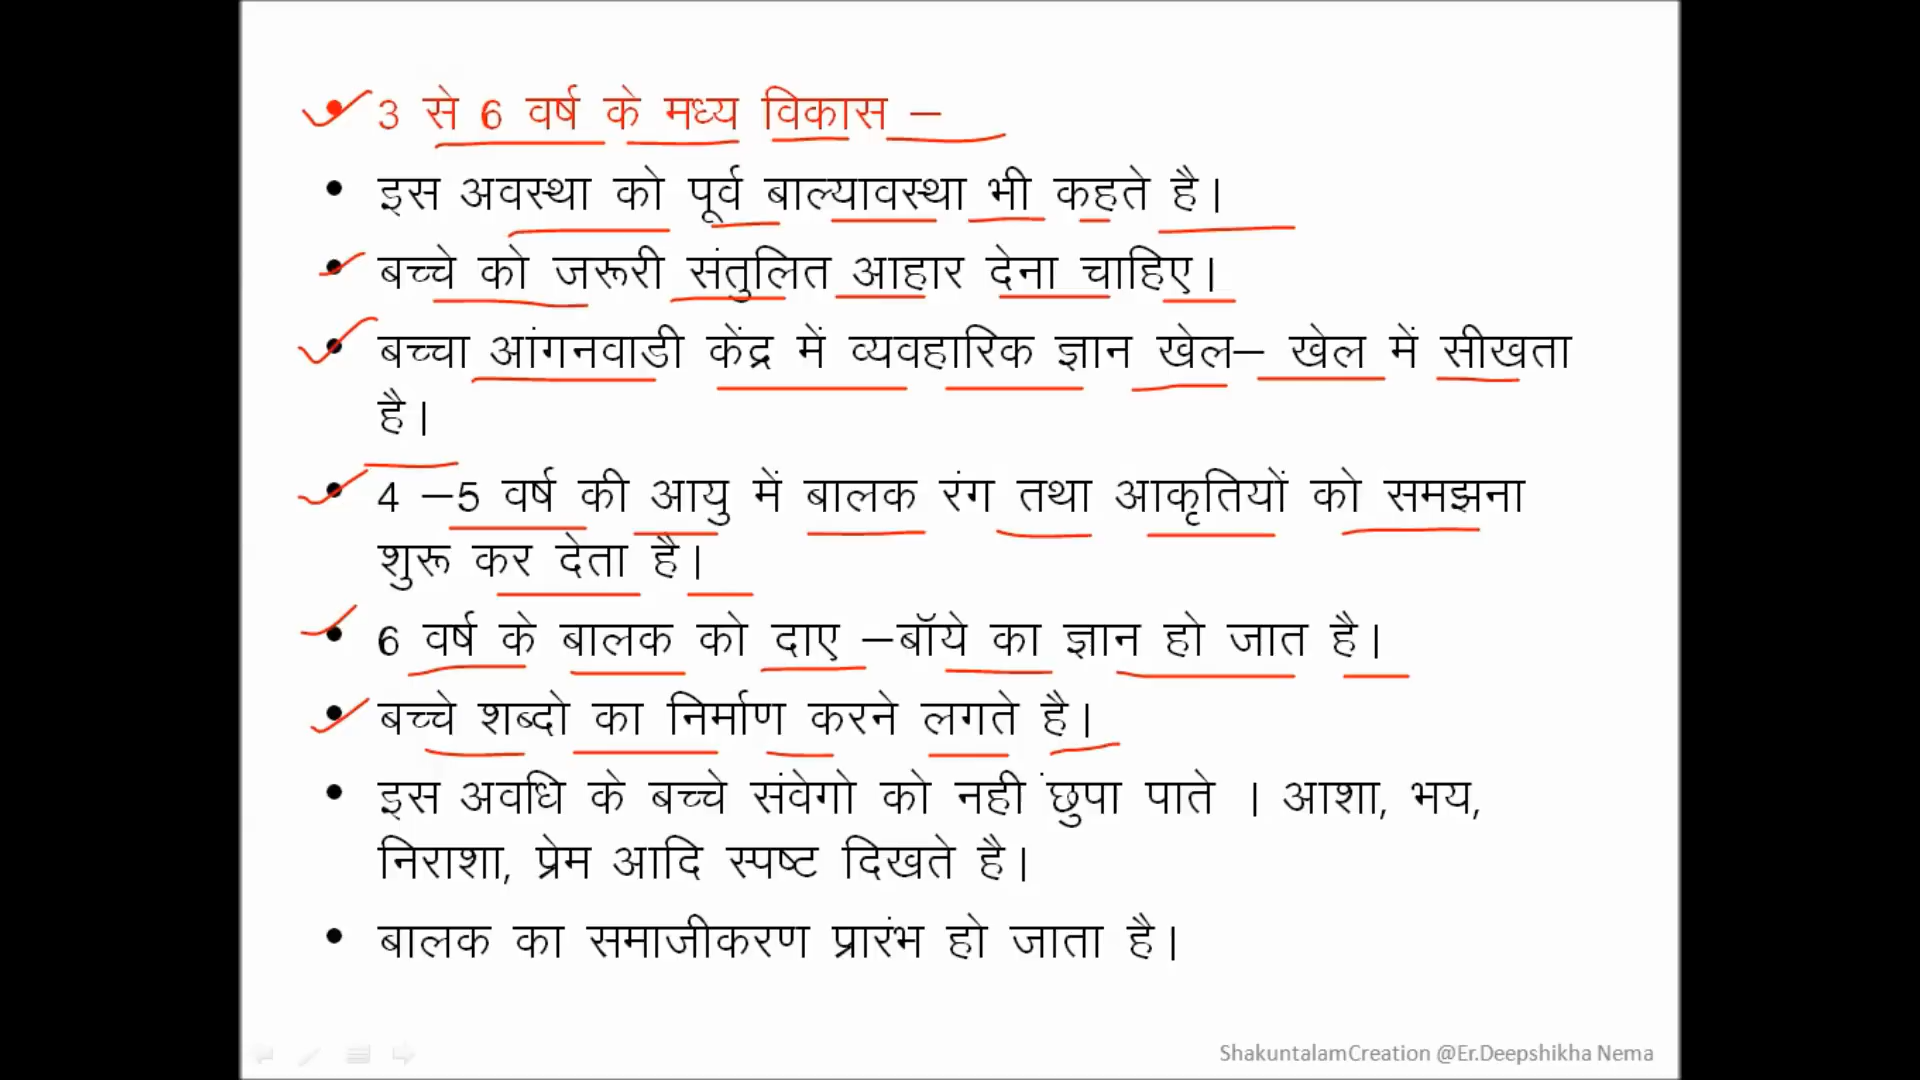 3 से 6 वर्ष के मध्य विकास –
इस अवस्था को पूर्व बाल्यावस्था भी कहते है।
बच्चे को जरूरी संतुलित आहार देना चाहिए।
बच्चा आंगनवाडी केंद्र में व्यवहारिक ज्ञान खेल– खेल में सीखता
है।
4 –5 वर्ष की आयु में बालक रंग तथा आकृतियों को समझना
शुरू कर देता है।
6 वर्ष के बालक को दाए –बॉये का ज्ञान हो जात है।
बच्चे शब्दो का निर्माण करने लगते है।
इस अवधि के बच्चे संवेगो को नही छुपा पाते । आशा, भय,
निराशा, प्रेम आदि स्पष्ट दिखते है।
बालक का समाजीकरण प्रारंभ हो जाता है।
ShakuntalamCreation @Er.Deepshikha Nema